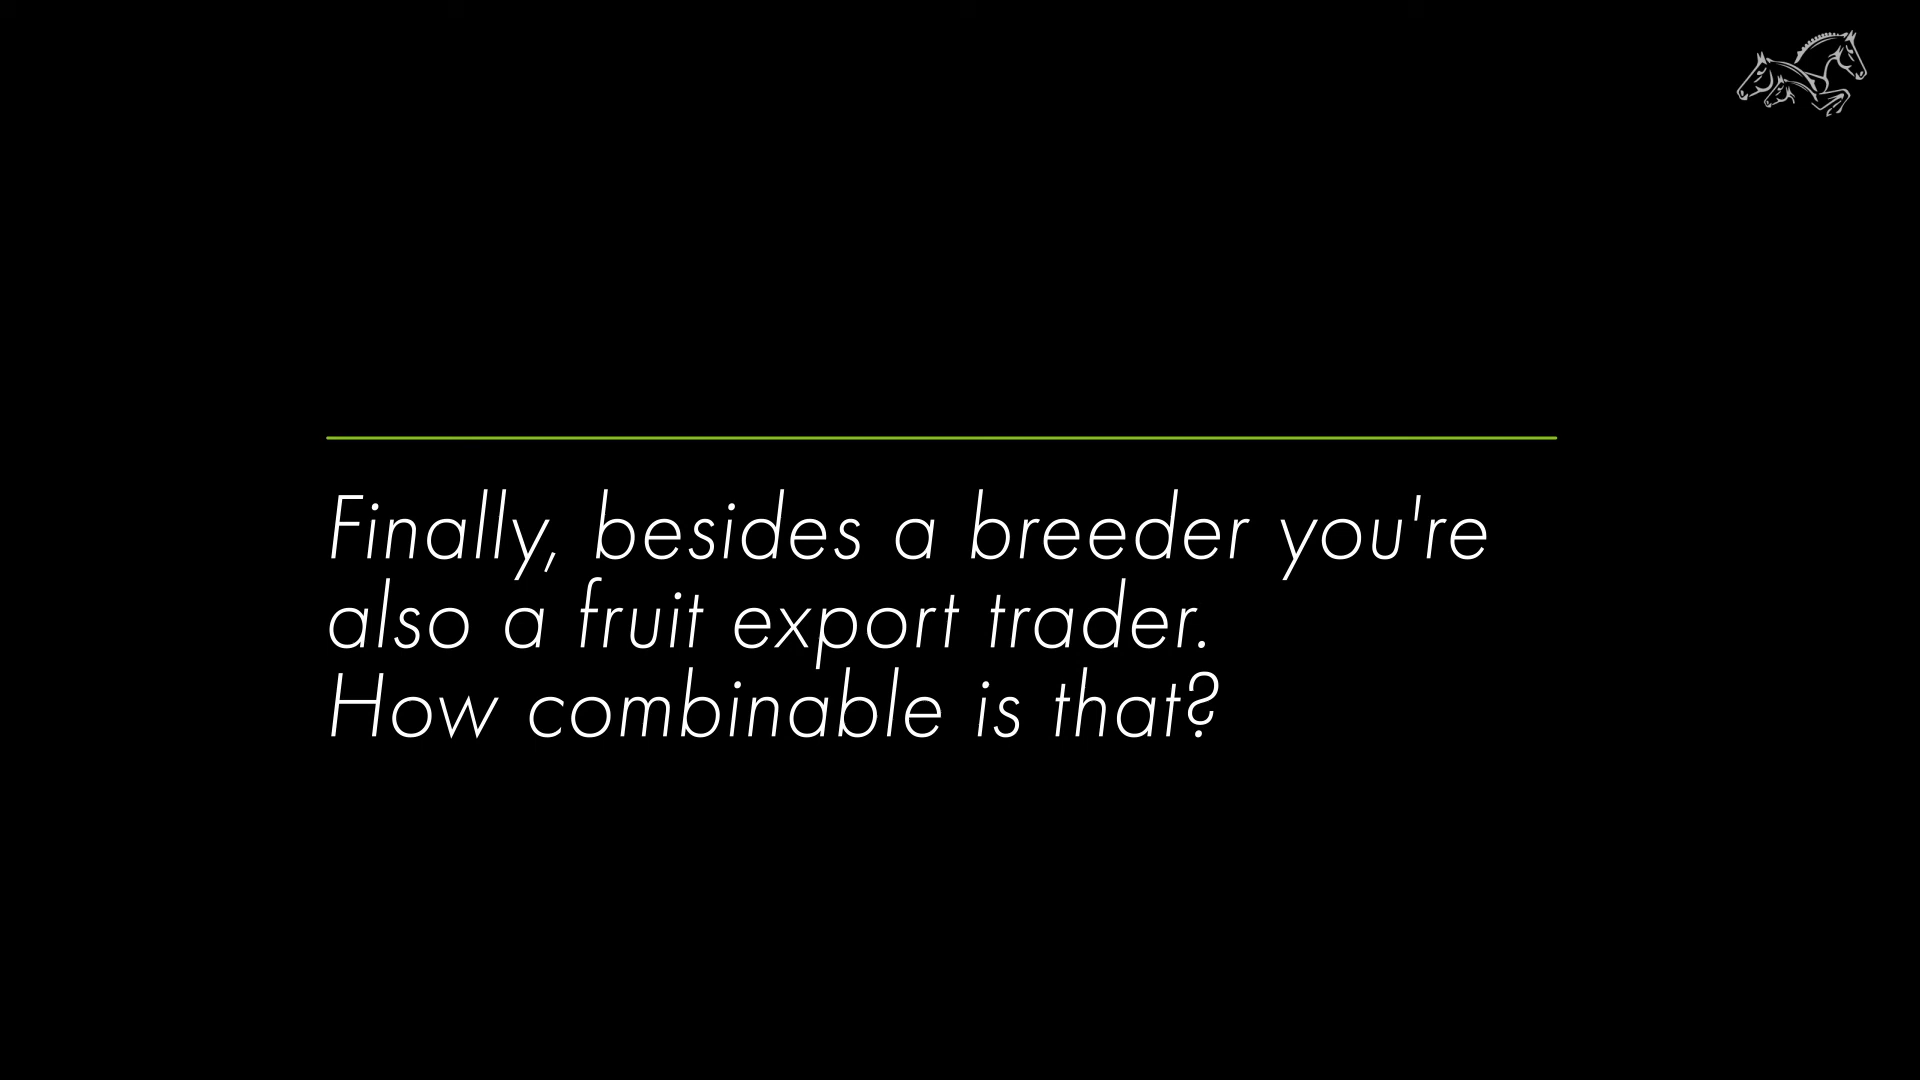 Finally, besides a breeder you're
also a fruit export trader.
How combinable is that?